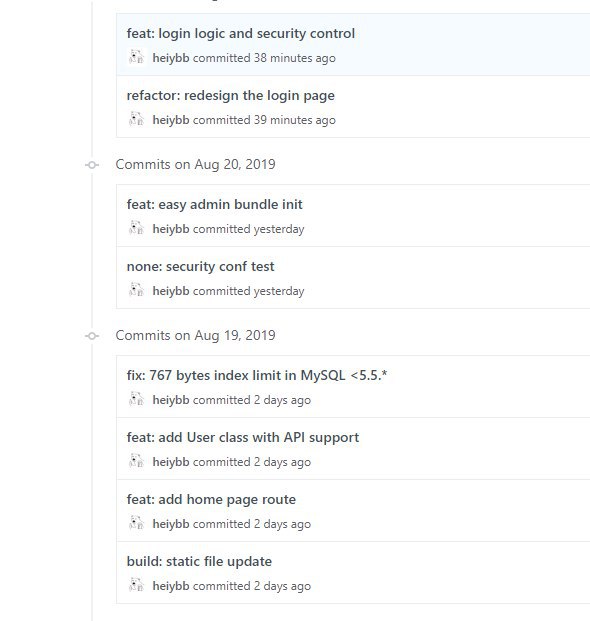 feat: login logic and security control
heiybb committed 38 minutes ago
refactor: redesign the login page
heiybb committed 39 minutes ago
Commits on Aug 20, 2019
feat: easy admin bundle init
heiybb committed yesterday
none: security conf test
heiybb committed yesterday
Commits on Aug 19, 2019
fix: 767 bytes index limit in MySQL <5.5.*
heiybb committed 2 days ago
feat: add User class with API support
heiybb committed 2 days ago
feat: add home page route
heiybb committed 2 days ago
build: static file update
heiybb committed 2 days ago